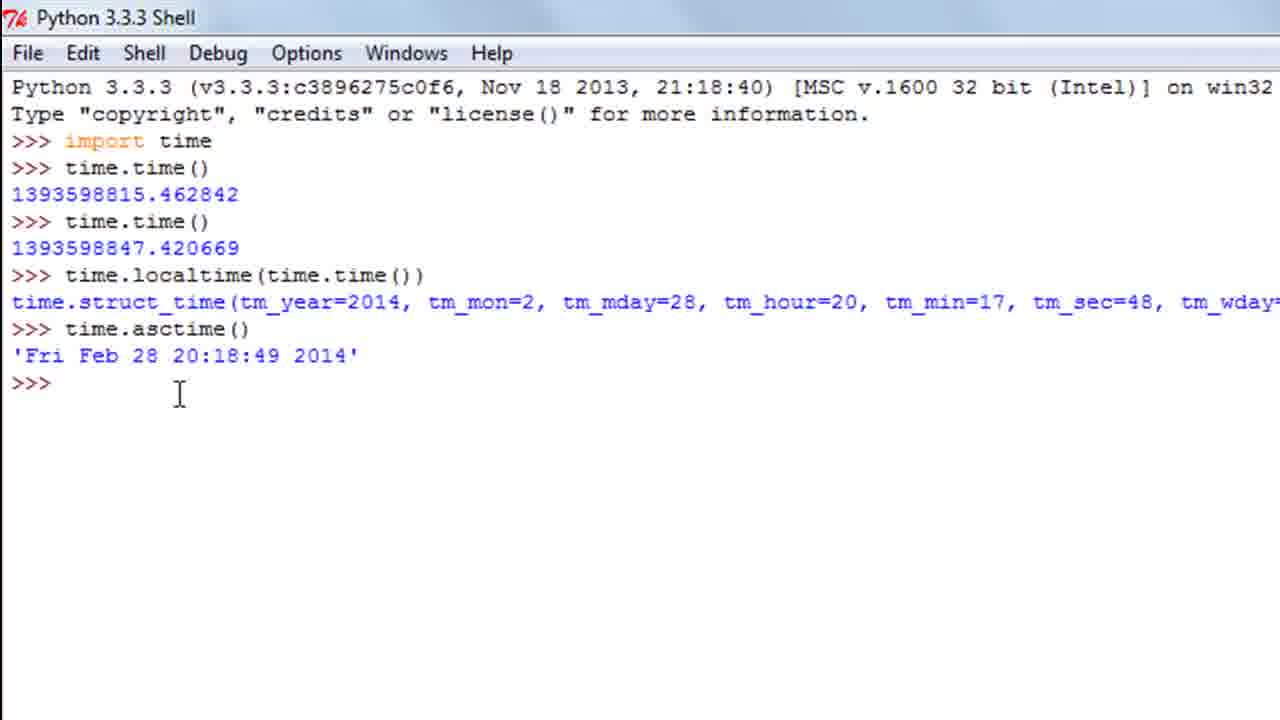 Python 3.3.3 Shell
File Edit Shell Debug Options Windows Help
Python 3.3.3 (v3.3.3:c3896275c0f6, Nov 18 2013, 21:18:40) [MSC v.1600 32 bit (Intel)] on win32
Type "copyright", "credits" or "license()" for more information.
>>> import time
>>> time.time()
1393598815.462842
>>> time.time()
1393598847.420669
>>> time.localtime(time.time())
time.struct_time(tm_year=2014, tm_mon=2, tm_mday=28, tm_hour=20, tm_min=17, tm_sec=48, tm_wday=
>>> time.asctime()
'Fri Feb 28 20:18:49 2014'
>>>